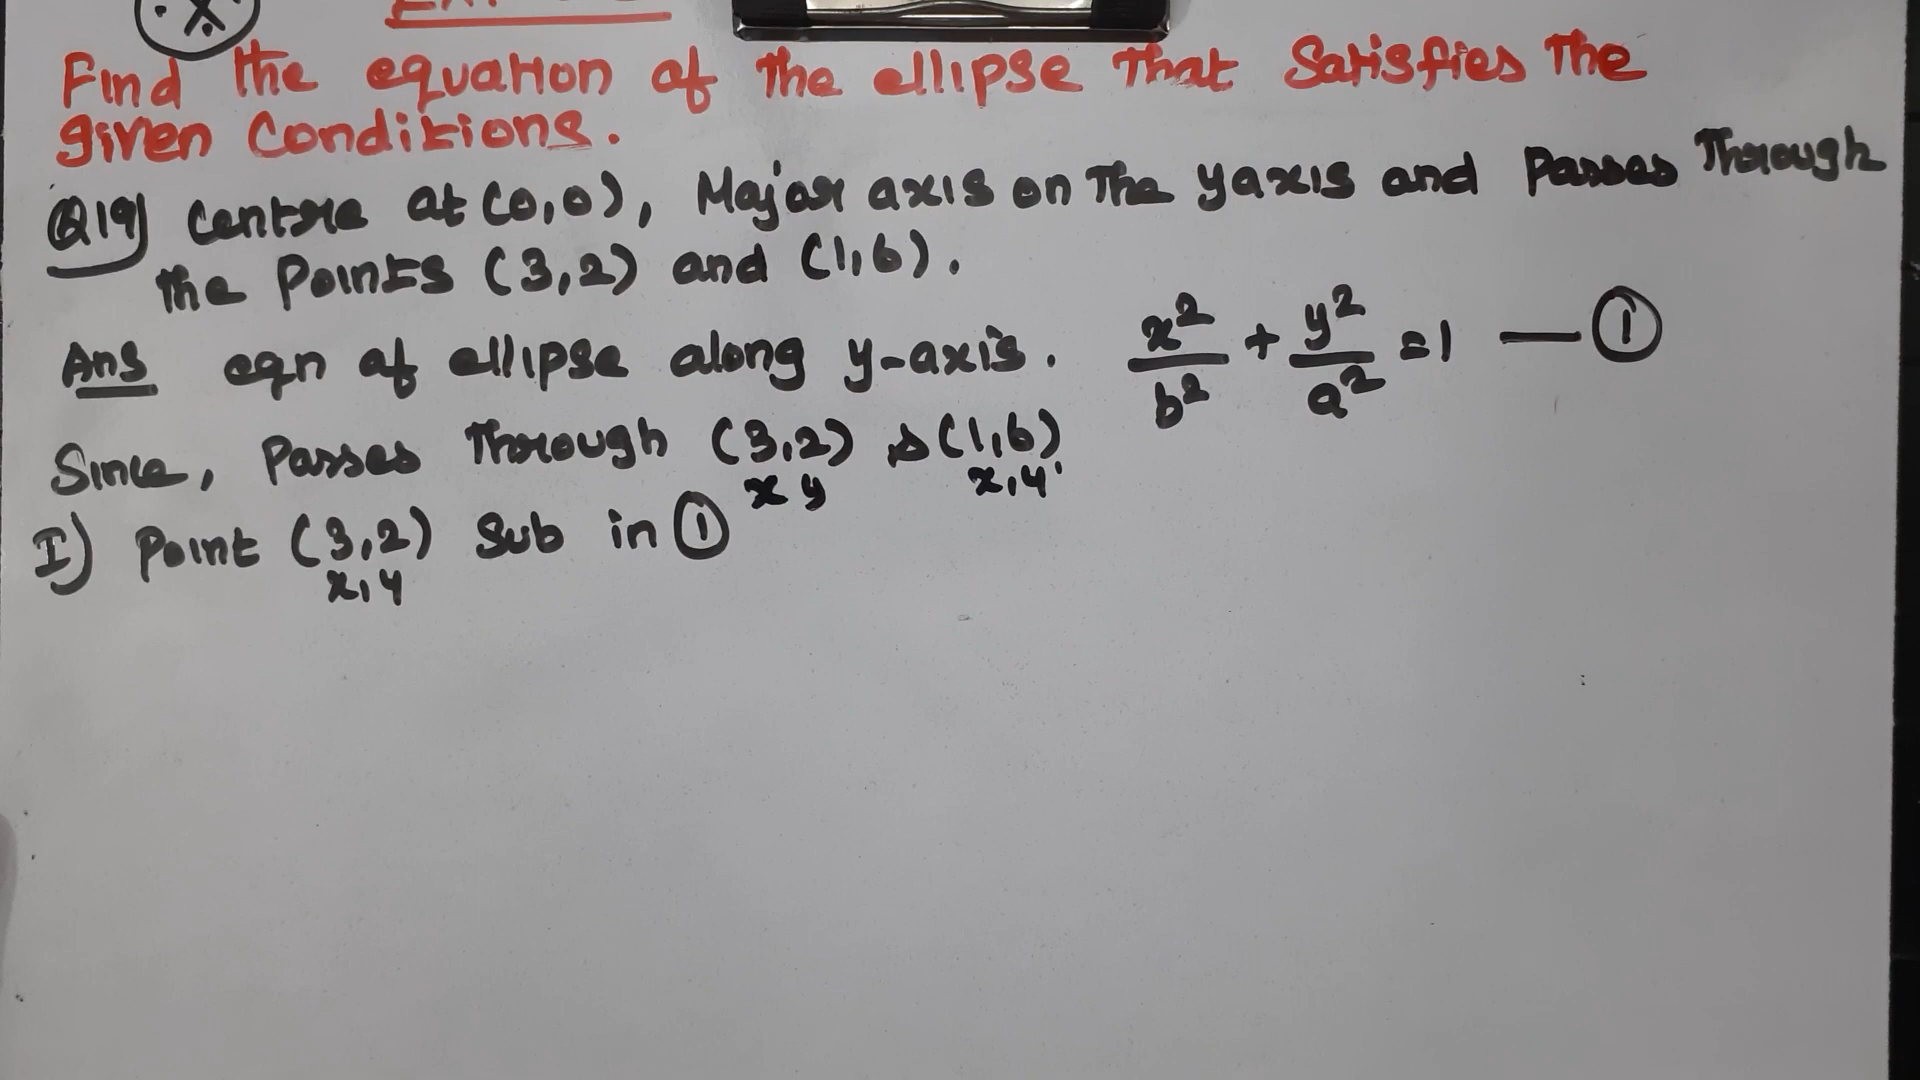 Find the equation of the ellipse that satisfies the
given Conditions.
Q19) Centre at (0,0), Major axis on the y axis and Passes Through
the Points (3,2) and (1,6).
Ans eqn of ellipse along y-axis. x²/b² + y²/a² = 1 — ①
Since, Passes Through (3,2) & (1,6)
x y x,y
I) Point (3,2) Sub in ①
x,y